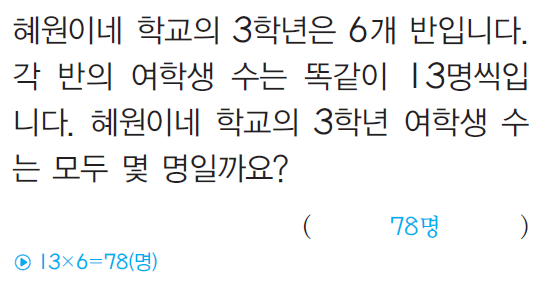 혜원이네 학교의 3학년은 6개 반입니다.
각 반의 여학생 수는 똑같이 13명씩입
니다. 혜원이네 학교의 3학년 여학생 수
는 모두 몇 명일까요?
( 78명 )
▶ 13×6=78(명)